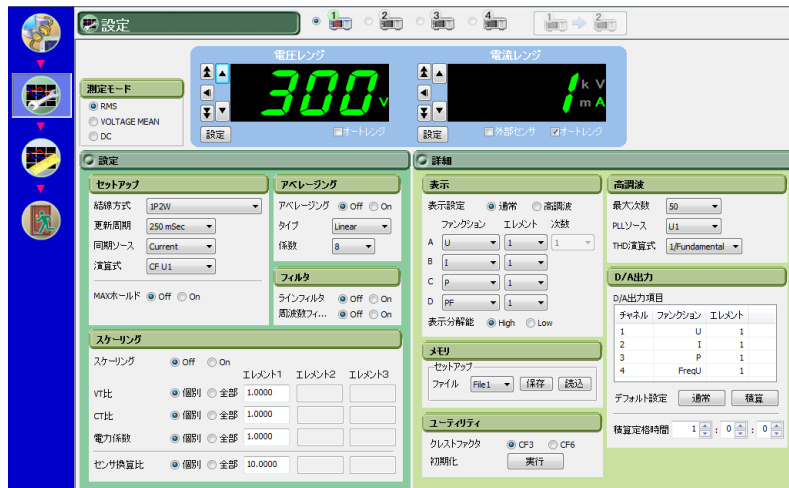 設定
1
2
3
4
1
2
測定モード
RMS
VOLTAGE MEAN
DC
電圧レンジ
300 V
設定
オートレンジ
電流レンジ
1
k V
m A
設定
外部センサ
オートレンジ
設定
セットアップ
結線方式 1P2W
更新周期 250 mSec
同期ソース Current
演算式 CF U1
MAXホールド Off On
アベレージング
アベレージング Off On
タイプ Linear
係数 8
フィルタ
ラインフィルタ Off On
周波数フィ... Off On
スケーリング
スケーリング Off On
エレメント1 エレメント2 エレメント3
VT比 個別 全部 1.0000
CT比 個別 全部 1.0000
電力係数 個別 全部 1.0000
センサ換算比 個別 全部 10.0000
詳細
表示
表示設定 通常 高調波
ファンクション エレメント 次数
A U 1 1
B I 1
C P 1
D PF 1
表示分解能 High Low
メモリ
セットアップ
ファイル File1 保存 読込
ユーティリティ
クレストファクタ CF3 CF6
初期化 実行
高調波
最大次数 50
PLLソース U1
THD演算式 1/Fundamental
D/A出力
D/A出力項目
チャネル ファンクション エレメント
1 U 1
2 I 1
3 P 1
4 FreqU 1
デフォルト設定 通常 積算
積算定格時間 1 : 0 : 0